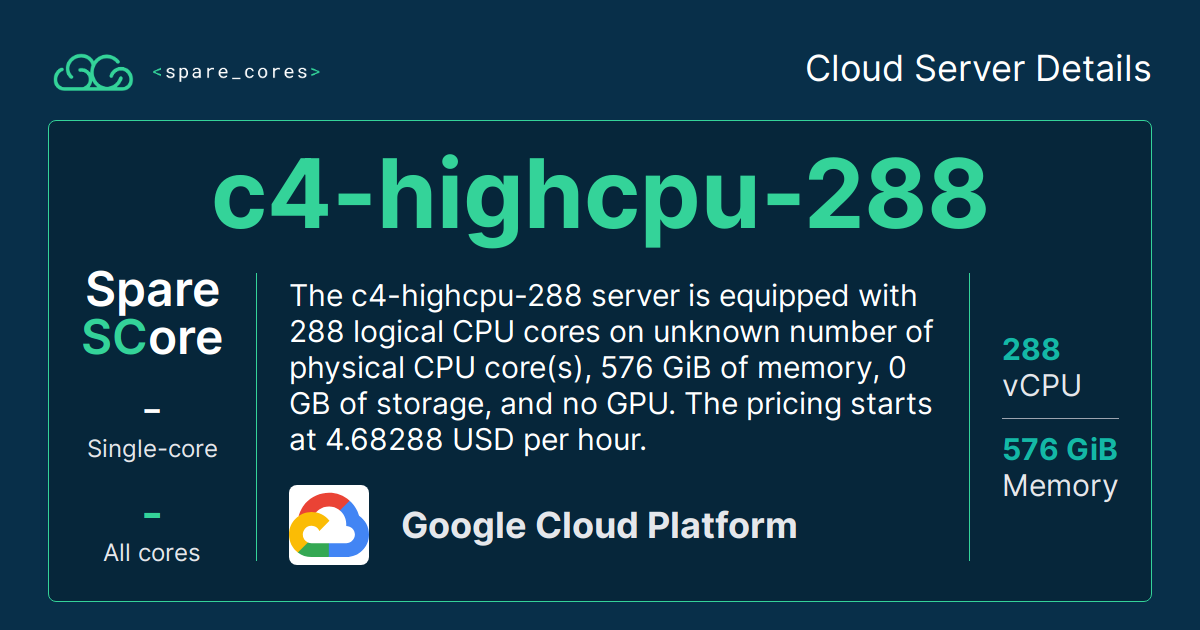 <spare_cores>
Cloud Server Details
c4-highcpu-288
Spare
SCore
–
Single-core
–
All cores
The c4-highcpu-288 server is equipped with
288 logical CPU cores on unknown number of
physical CPU core(s), 576 GiB of memory, 0
GB of storage, and no GPU. The pricing starts
at 4.68288 USD per hour.
Google Cloud Platform
288
vCPU
576 GiB
Memory